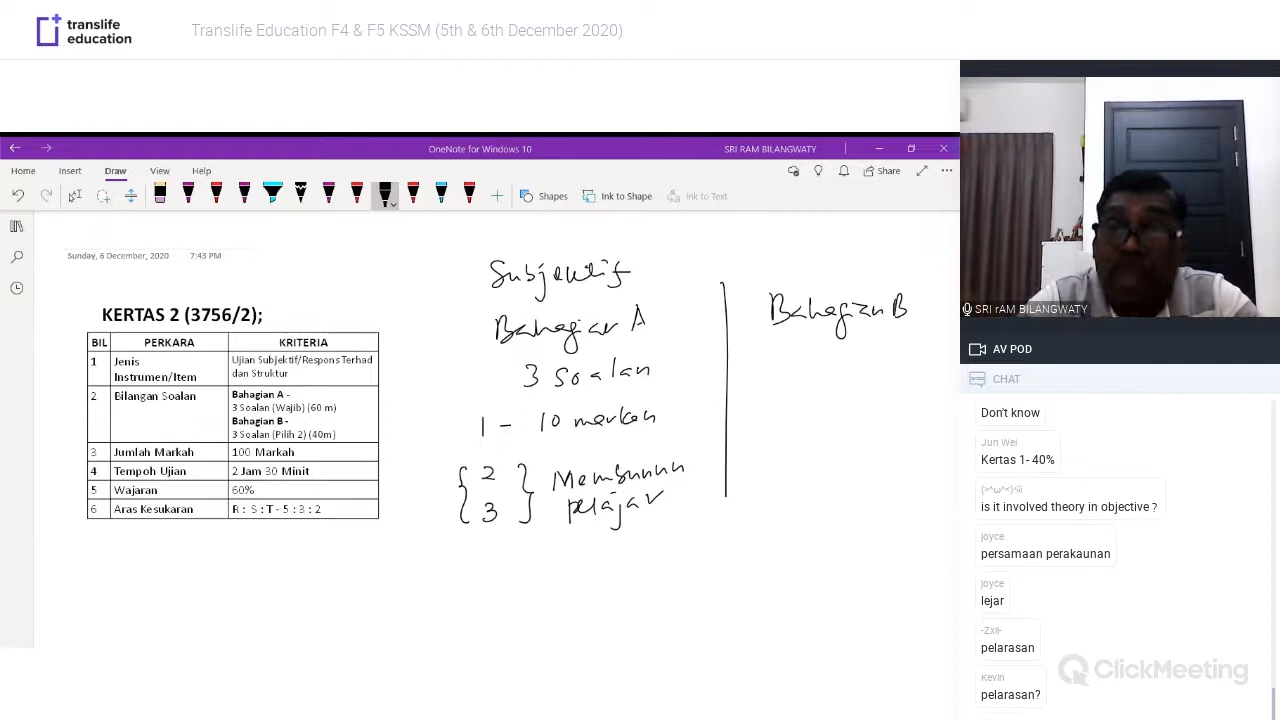 translife
education
Translife Education F4 & F5 KSSM (5th & 6th December 2020)
OneNote for Windows 10
SRI RAM BILANGWATY
Home
Insert
Draw
View
Help
Share
Shapes
Ink to Shape
Ink to Text
Sunday, 6 December, 2020
7:43 PM
KERTAS 2 (3756/2);
BIL PERKARA KRITERIA
1 Jenis Instrumen/Item Ujian Subjektif/Respons Terhad dan Struktur
2 Bilangan Soalan Bahagian A -
3 Soalan (Wajib) (60 m)
Bahagian B -
3 Soalan (Pilih 2) (40m)
3 Jumlah Markah 100 Markah
4 Tempoh Ujian 2 Jam 30 Minit
5 Wajaran 60%
6 Aras Kesukaran R : S : T - 5 : 3 : 2
Subjektif
Bahagian A
3 Soalan
1 - 10 markah
{ 2
3 }
Membunuh
pelajar
Bahagian B
SRI rAM BILANGWATY
AV POD
CHAT
Don't know
Jun Wei
Kertas 1- 40%
is it involved theory in objective ?
joyce
persamaan perakaunan
joyce
lejar
-Zxii-
pelarasan
Kevin
pelarasan?
ClickMeeting